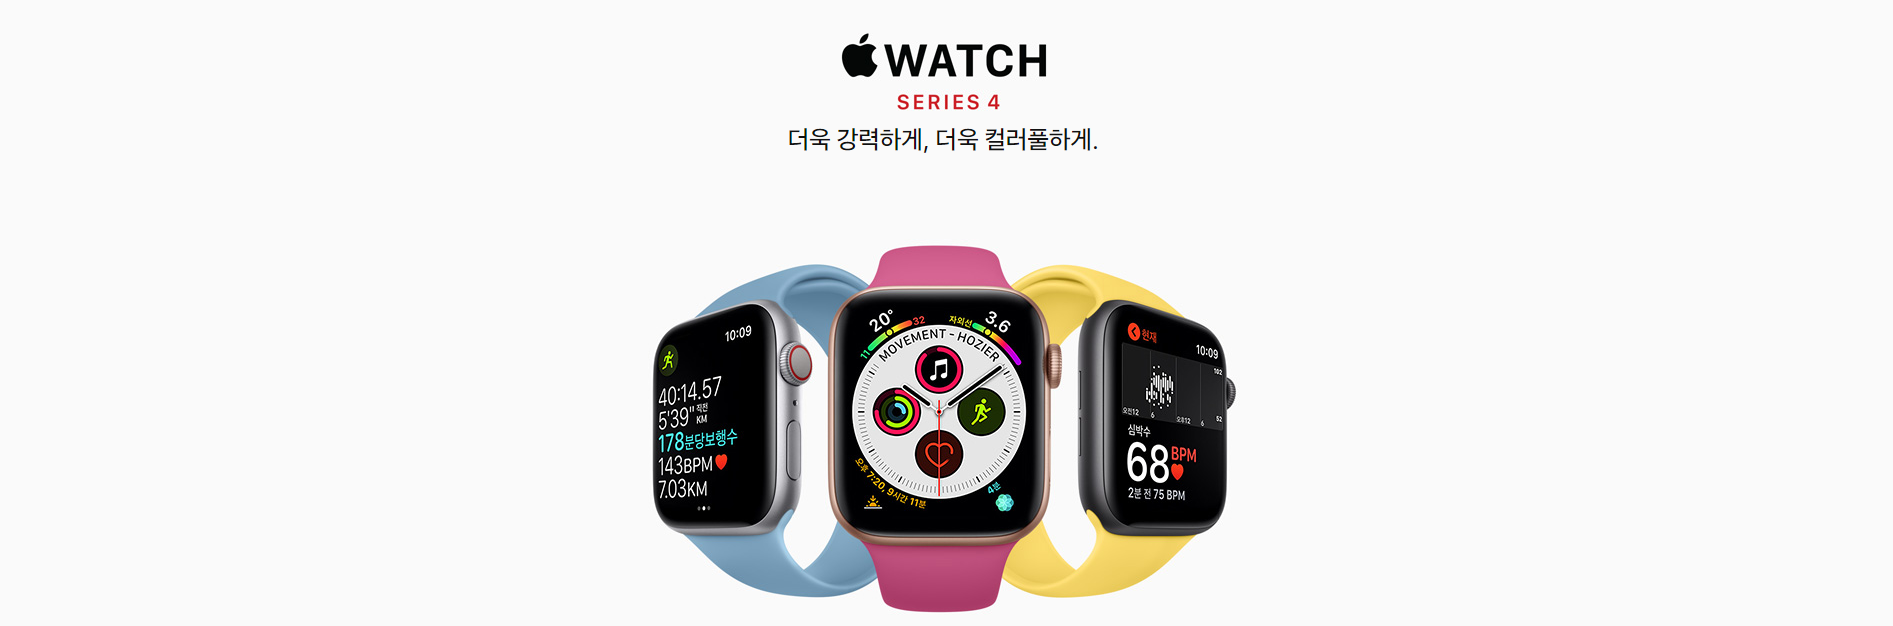 WATCH
SERIES 4
더욱 강력하게, 더욱 컬러풀하게.
10:09
40:14.57
5'39" 직전 KM
178분당보행수
143BPM
7.03KM
20°
11
32
자외선
3.6
MOVEMENT - HOZIER
오후 7:20, 9시간 11분
4분
현재
10:09
102
52
오전12 6 오후12 6
심박수
68 BPM
2분 전 75 BPM